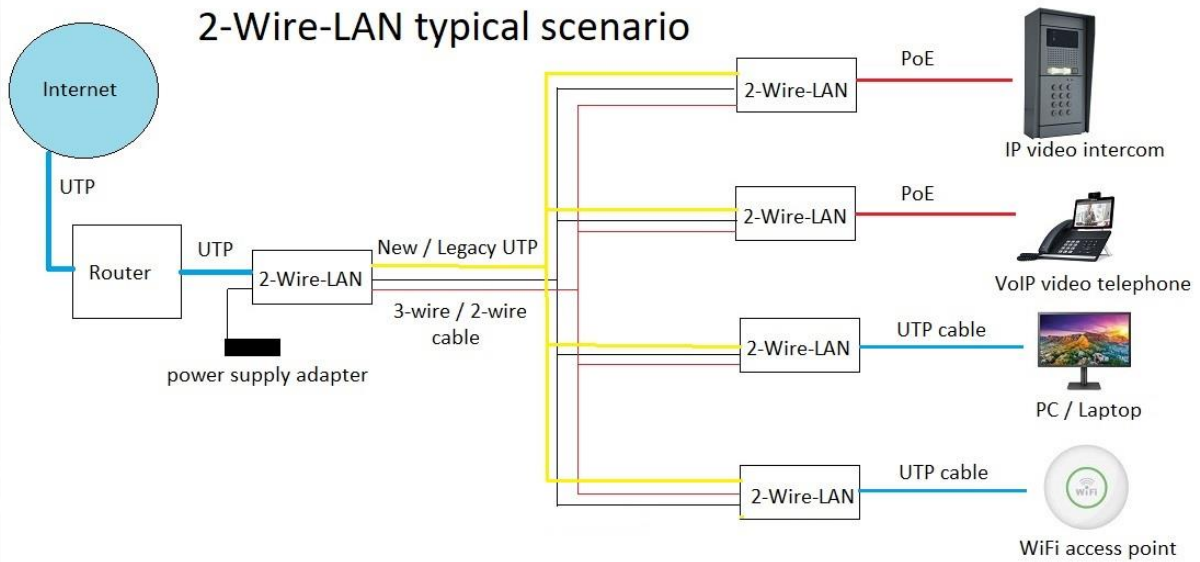 2-Wire-LAN typical scenario
Internet
UTP
Router
UTP
2-Wire-LAN
power supply adapter
New / Legacy UTP
3-wire / 2-wire
cable
2-Wire-LAN
PoE
IP video intercom
2-Wire-LAN
PoE
VoIP video telephone
2-Wire-LAN
UTP cable
PC / Laptop
2-Wire-LAN
UTP cable
WiFi
WiFi access point